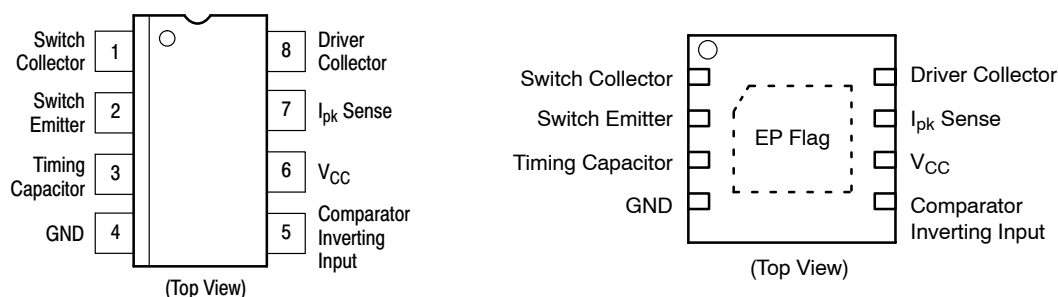 Switch
Collector
1
8
Driver
Collector
Switch
Emitter
2
7
Ipk Sense
Timing
Capacitor
3
6
VCC
GND
4
5
Comparator
Inverting
Input
(Top View)
Switch Collector
Driver Collector
Switch Emitter
Ipk Sense
EP Flag
Timing Capacitor
VCC
GND
Comparator
Inverting Input
(Top View)